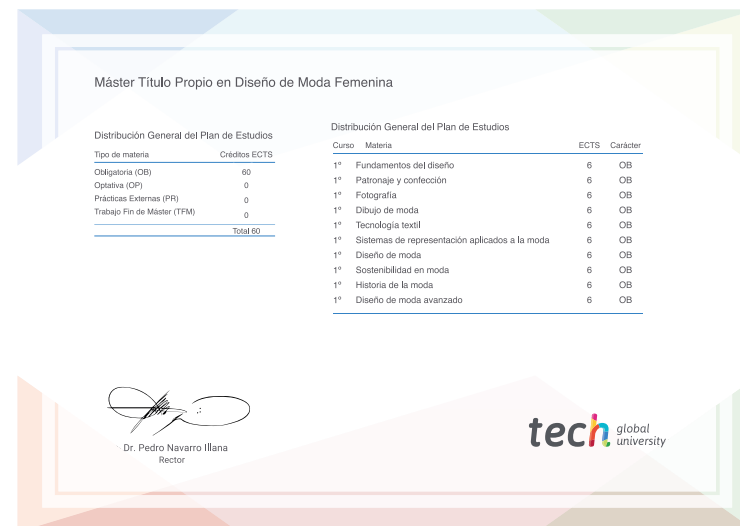 Máster Título Propio en Diseño de Moda Femenina
Distribución General del Plan de Estudios
Tipo de materia Créditos ECTS
Obligatoria (OB) 60
Optativa (OP) 0
Prácticas Externas (PR) 0
Trabajo Fin de Máster (TFM) 0
Total 60
Distribución General del Plan de Estudios
Curso Materia ECTS Carácter
1º Fundamentos del diseño 6 OB
1º Patronaje y confección 6 OB
1º Fotografía 6 OB
1º Dibujo de moda 6 OB
1º Tecnología textil 6 OB
1º Sistemas de representación aplicados a la moda 6 OB
1º Diseño de moda 6 OB
1º Sostenibilidad en moda 6 OB
1º Historia de la moda 6 OB
1º Diseño de moda avanzado 6 OB
Dr. Pedro Navarro Illana
Rector
tech global
university